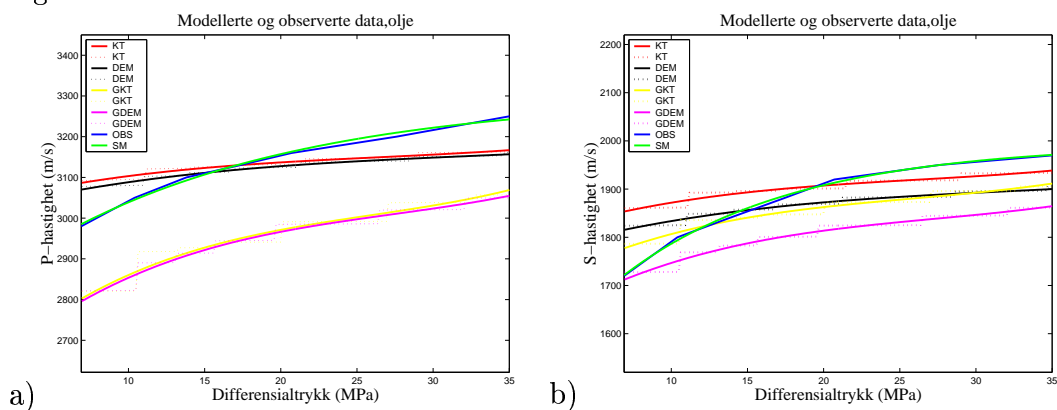 Modellerte og observerte data,olje
3400
3300
3200
3100
3000
2900
2800
2700
P−hastighet (m/s)
KT
KT
DEM
DEM
GKT
GKT
GDEM
GDEM
OBS
SM
10
15
20
25
30
35
Differensialtrykk (MPa)
a)
Modellerte og observerte data,olje
2200
2100
2000
1900
1800
1700
1600
S−hastighet (m/s)
KT
KT
DEM
DEM
GKT
GKT
GDEM
GDEM
OBS
SM
10
15
20
25
30
35
Differensialtrykk (MPa)
b)